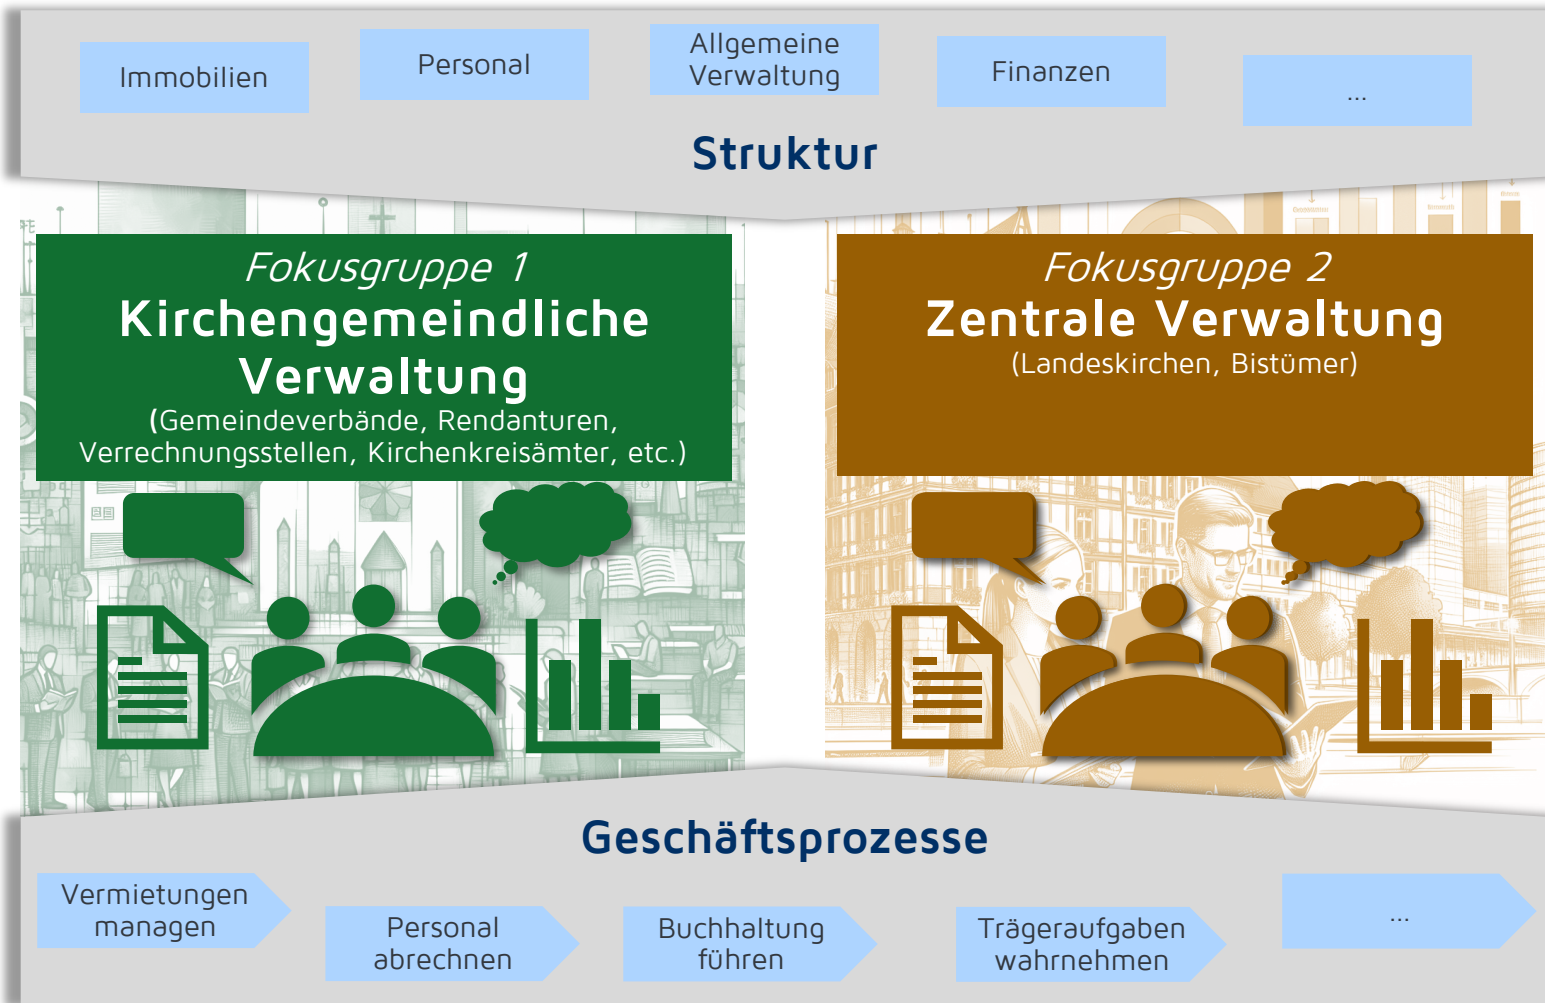 Immobilien
Personal
Allgemeine
Verwaltung
Finanzen
...
Struktur
Fokusgruppe 1
Kirchengemeindliche
Verwaltung
(Gemeindeverbände, Rendanturen,
Verrechnungsstellen, Kirchenkreisämter, etc.)
Fokusgruppe 2
Zentrale Verwaltung
(Landeskirchen, Bistümer)
Geschäftsprozesse
Vermietungen
managen
Personal
abrechnen
Buchhaltung
führen
Trägeraufgaben
wahrnehmen
...